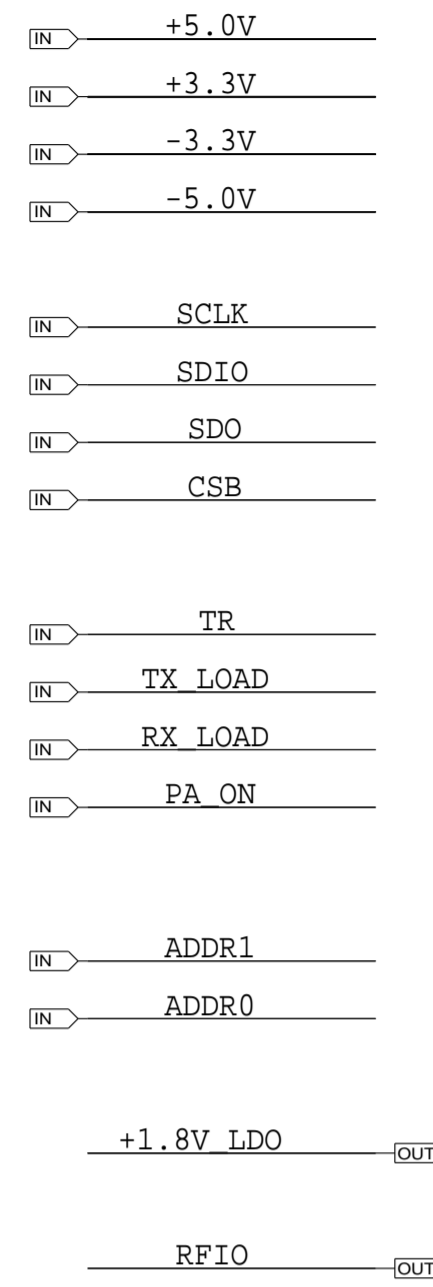 IN +5.0V
IN +3.3V
IN -3.3V
IN -5.0V
IN SCLK
IN SDIO
IN SDO
IN CSB
IN TR
IN TX_LOAD
IN RX_LOAD
IN PA_ON
IN ADDR1
IN ADDR0
+1.8V_LDO OUT
RFIO OUT